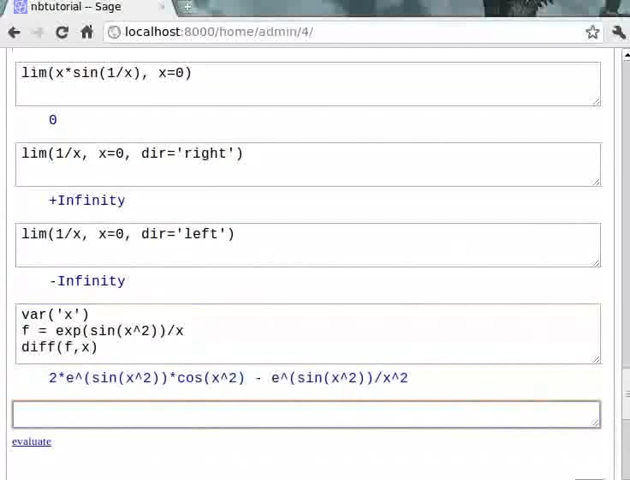 nbtutorial -- Sage
localhost:8000/home/admin/4/
lim(x*sin(1/x), x=0)
0
lim(1/x, x=0, dir='right')
+Infinity
lim(1/x, x=0, dir='left')
-Infinity
var('x')
f = exp(sin(x^2))/x
diff(f,x)
2*e^(sin(x^2))*cos(x^2) - e^(sin(x^2))/x^2
evaluate